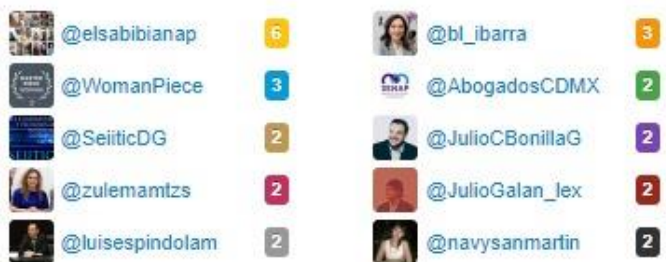 @elsabibianap 6 @bl_ibarra 3
@WomanPiece 3 @AbogadosCDMX 2
@SeiiticDG 2 @JulioCBonillaG 2
@zulemamtzs 2 @JulioGalan_lex 2
@luisespindolam 2 @navysanmartin 2